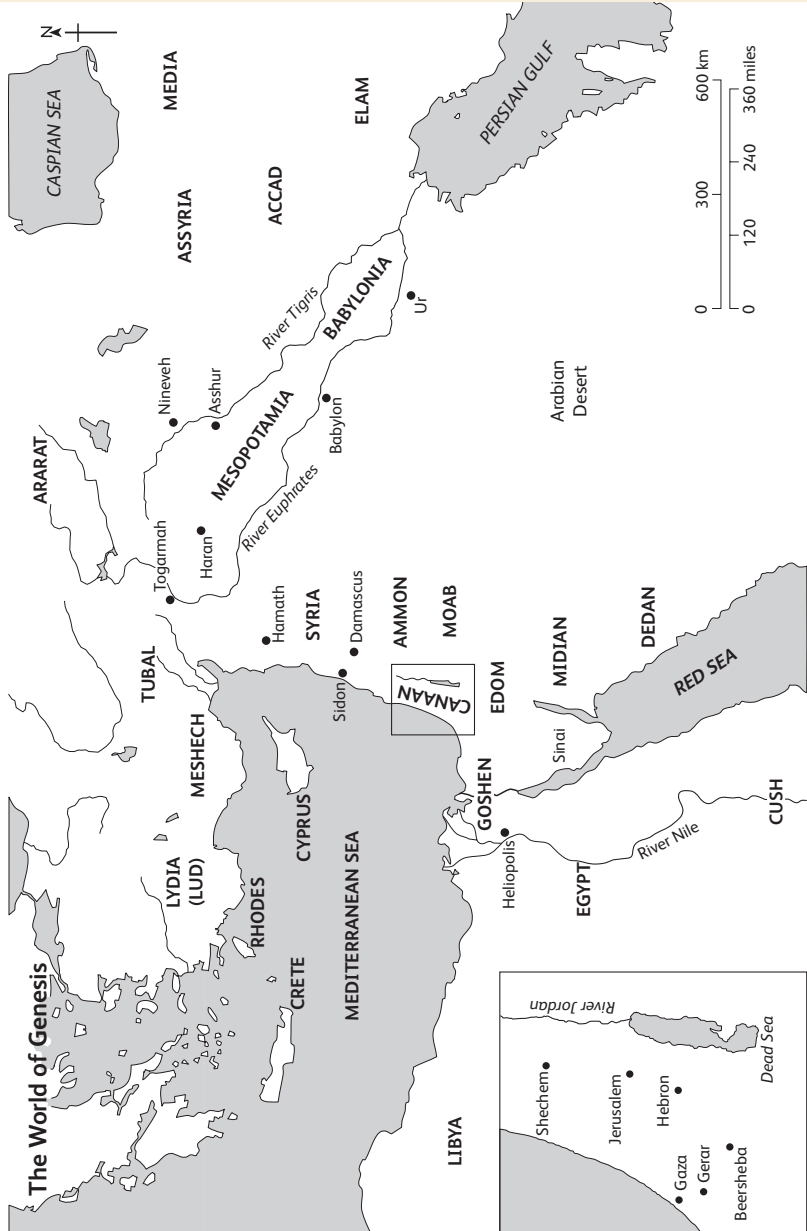 The World of Genesis
N
CASPIAN SEA
MEDIA
ELAM
PERSIAN GULF
ASSYRIA
ACCAD
ARARAT
Nineveh
Asshur
River Tigris
BABYLONIA
MESOPOTAMIA
Babylon
Ur
River Euphrates
Togarmah
Haran
TUBAL
MESHECH
LYDIA
(LUD)
Hamath
SYRIA
Sidon
Damascus
AMMON
CANAAN
MOAB
EDOM
MIDIAN
DEDAN
Arabian
Desert
RHODES
CYPRUS
CRETE
MEDITERRANEAN SEA
LIBYA
GOSHEN
Heliopolis
EGYPT
Sinai
RED SEA
River Nile
CUSH
0 300 600 km
0 120 240 360 miles
River Jordan
Shechem
Jerusalem
Hebron
Gaza
Gerar
Beersheba
Dead Sea